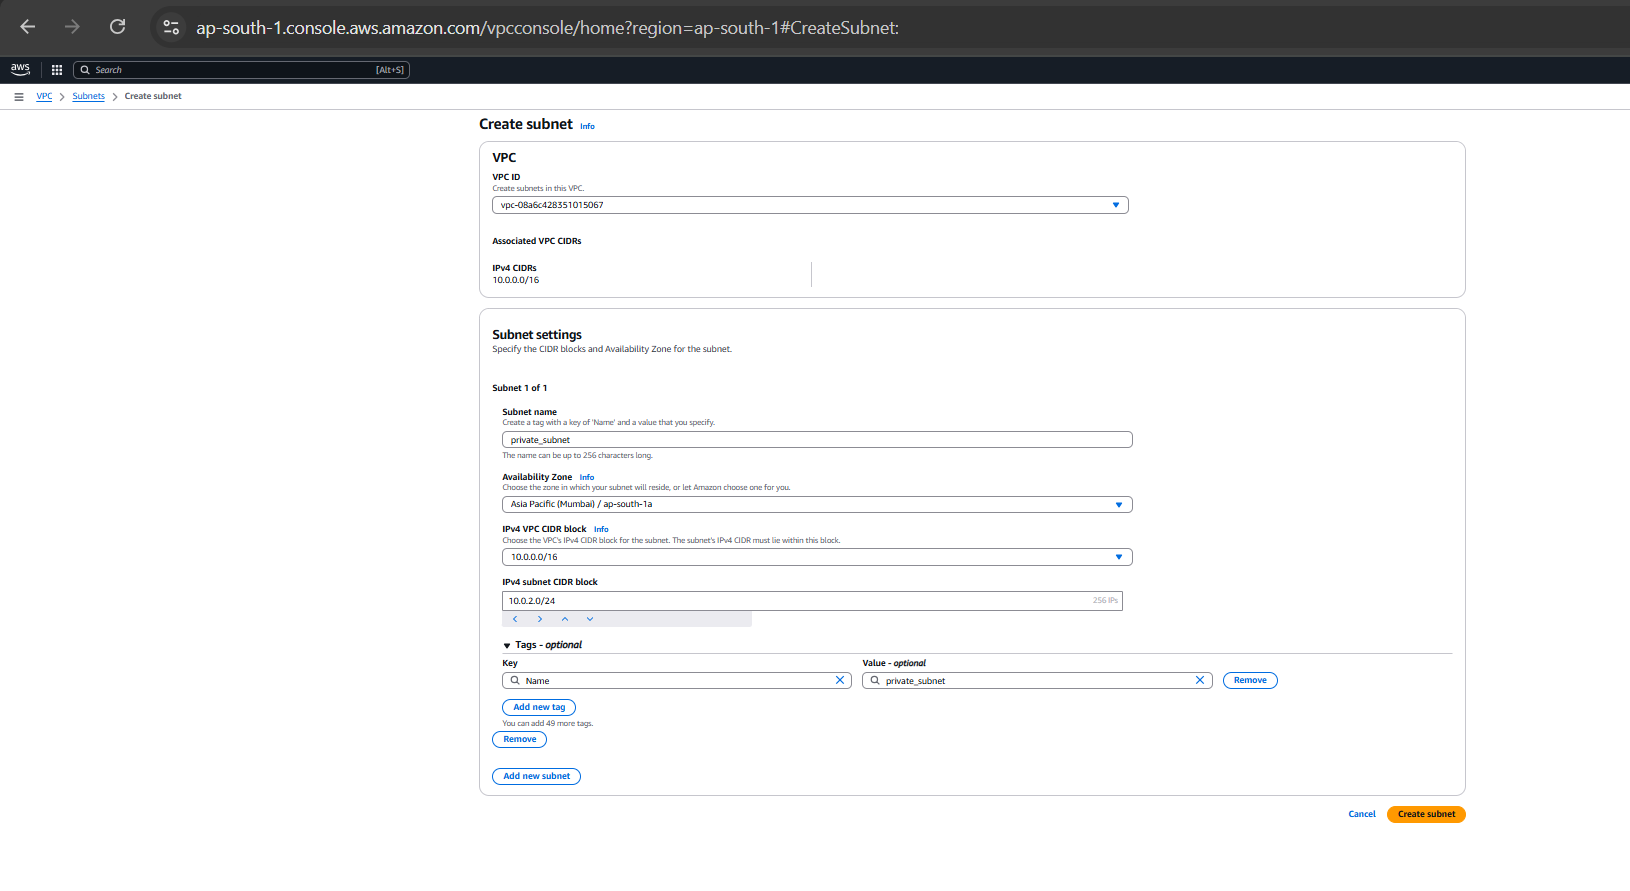 ap-south-1.console.aws.amazon.com/vpcconsole/home?region=ap-south-1#CreateSubnet:
aws
Search [Alt+S]
VPC > Subnets > Create subnet
Create subnet Info
VPC
VPC ID
Create subnets in this VPC.
vpc-08a6c428351015067
Associated VPC CIDRs
IPv4 CIDRs
10.0.0.0/16
Subnet settings
Specify the CIDR blocks and Availability Zone for the subnet.
Subnet 1 of 1
Subnet name
Create a tag with a key of 'Name' and a value that you specify.
private_subnet
The name can be up to 256 characters long.
Availability Zone Info
Choose the zone in which your subnet will reside, or let Amazon choose one for you.
Asia Pacific (Mumbai) / ap-south-1a
IPv4 VPC CIDR block Info
Choose the VPC's IPv4 CIDR block for the subnet. The subnet's IPv4 CIDR must lie within this block.
10.0.0.0/16
IPv4 subnet CIDR block
10.0.2.0/24 256 IPs
Tags - optional
Key Value - optional
Name private_subnet Remove
Add new tag
You can add 49 more tags.
Remove
Add new subnet
Cancel Create subnet